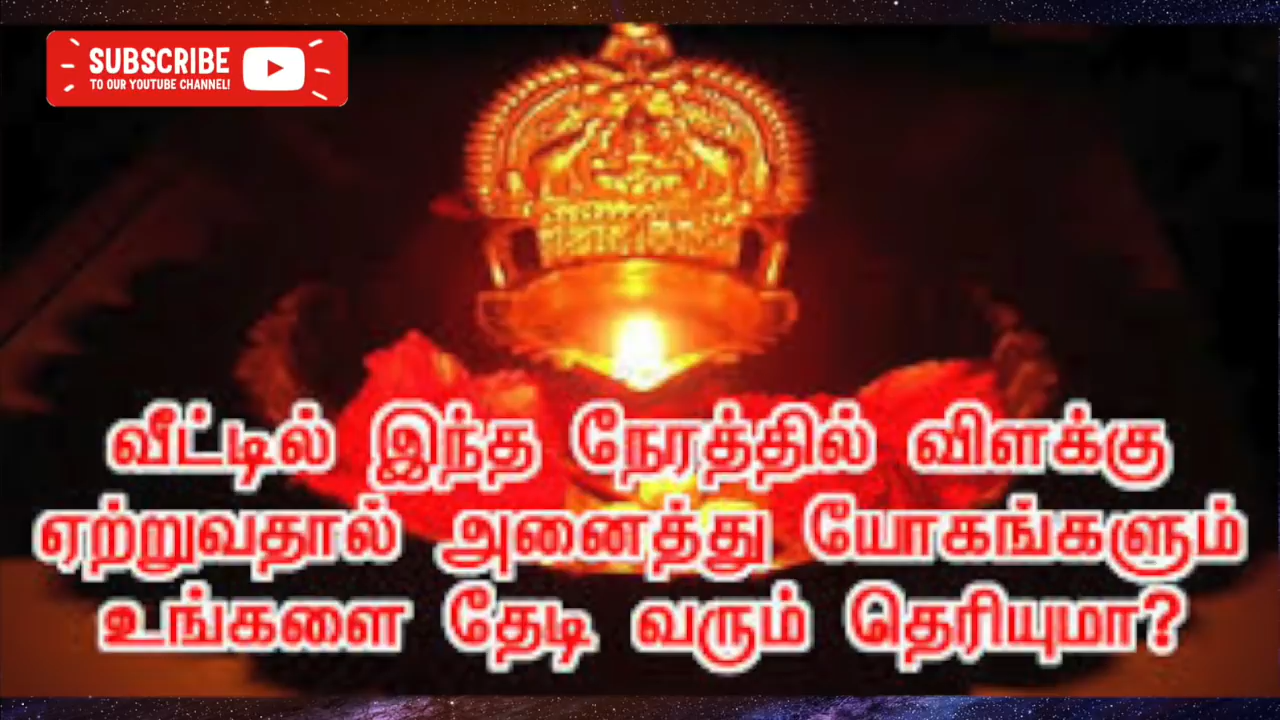 SUBSCRIBE
TO OUR YOUTUBE CHANNEL!
வீட்டில் இந்த நேரத்தில் விளக்கு
ஏற்றுவதால் அனைத்து யோகங்களும்
உங்களை தேடி வரும் தெரியுமா?